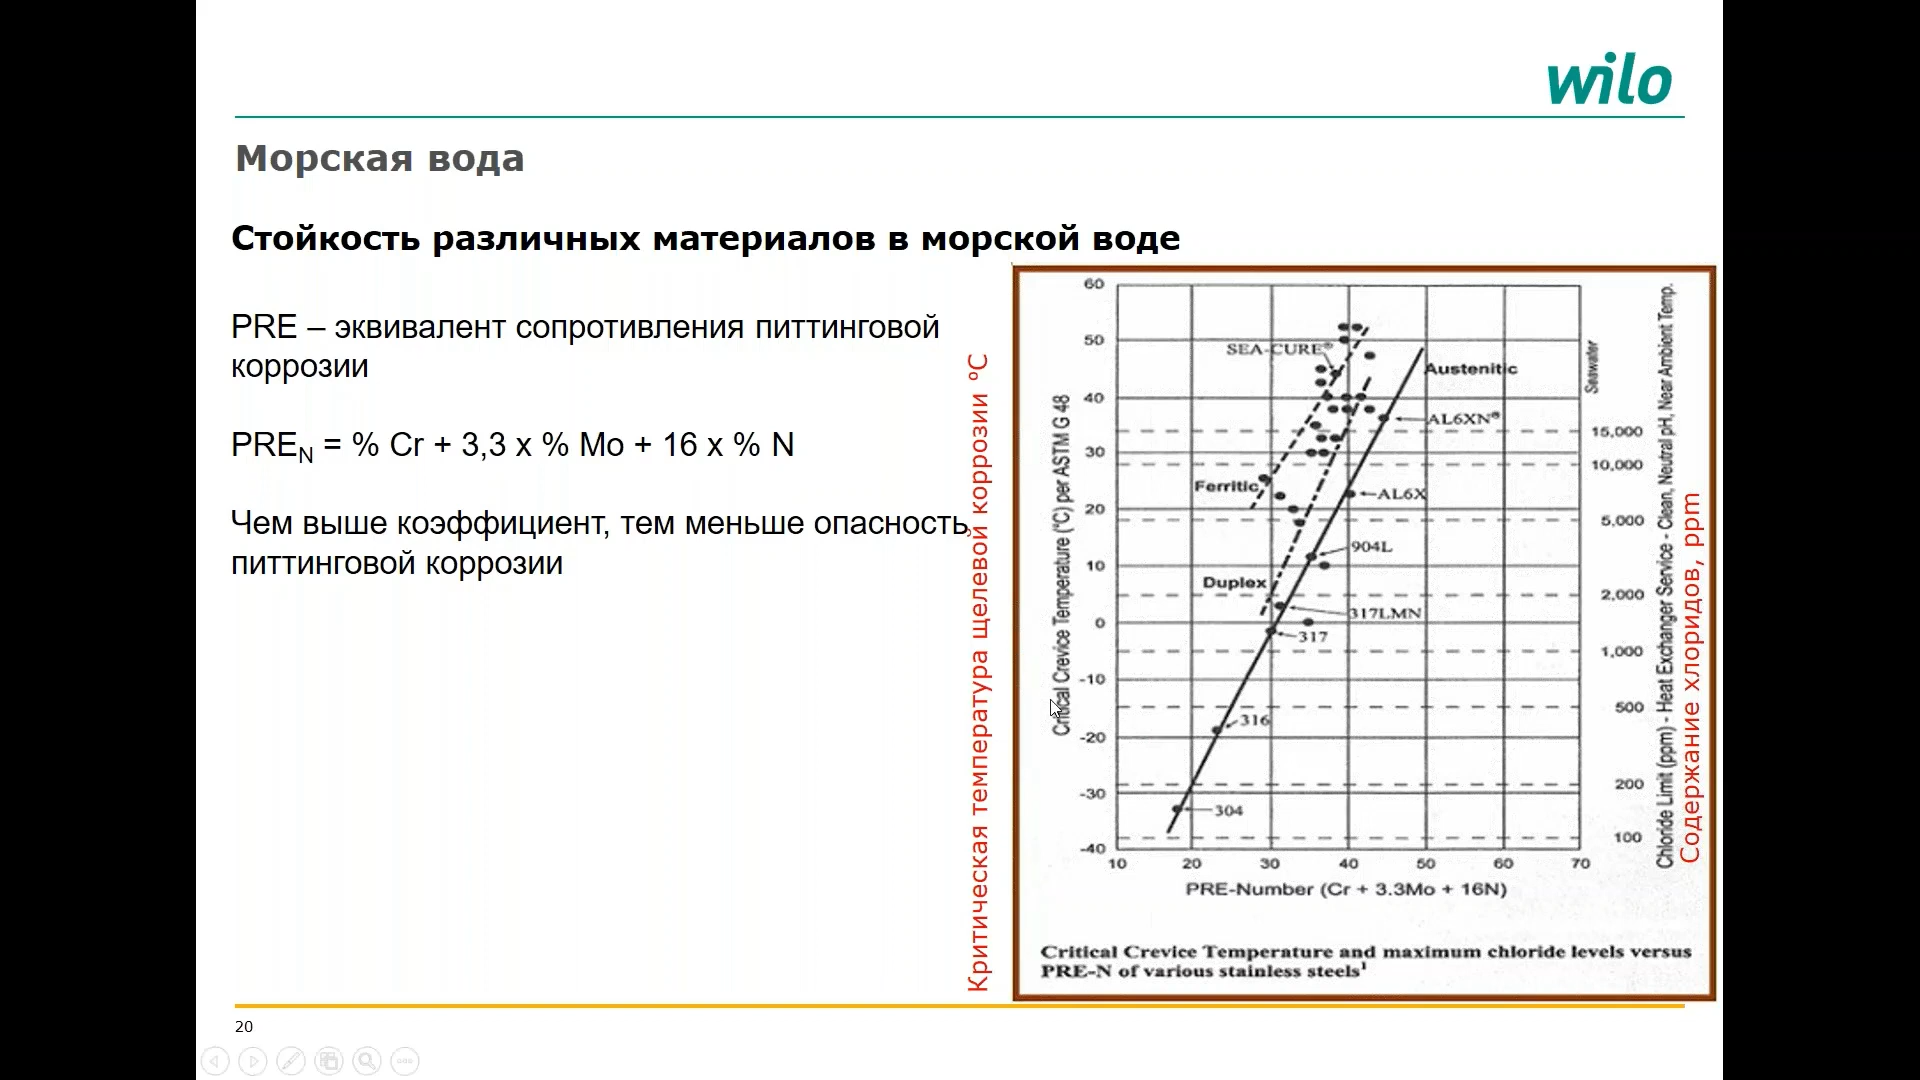 wilo
Морская вода
Стойкость различных материалов в морской воде
PRE – эквивалент сопротивления питтинговой
коррозии
PREN = % Cr + 3,3 x % Mo + 16 x % N
Чем выше коэффициент, тем меньше опасность
питтинговой коррозии
Критическая температура щелевой коррозии ºС
Critical Crevice Temperature (°C) per ASTM G 48
60
50
40
30
20
10
0
-10
-20
-30
-40
10 20 30 40 50 60 70
PRE-Number (Cr + 3.3Mo + 16N)
SEA-CURE®
Austenitic
AL6XN®
Ferritic
AL6X
904L
Duplex
317LMN
317
316
304
Seawater
15,000
10,000
5,000
2,000
1,000
500
200
100
Chloride Limit (ppm) - Heat Exchanger Service - Clean, Neutral pH, Near Ambient Temp.
Содержание хлоридов, ppm
Critical Crevice Temperature and maximum chloride levels versus
PRE-N of various stainless steels¹
20